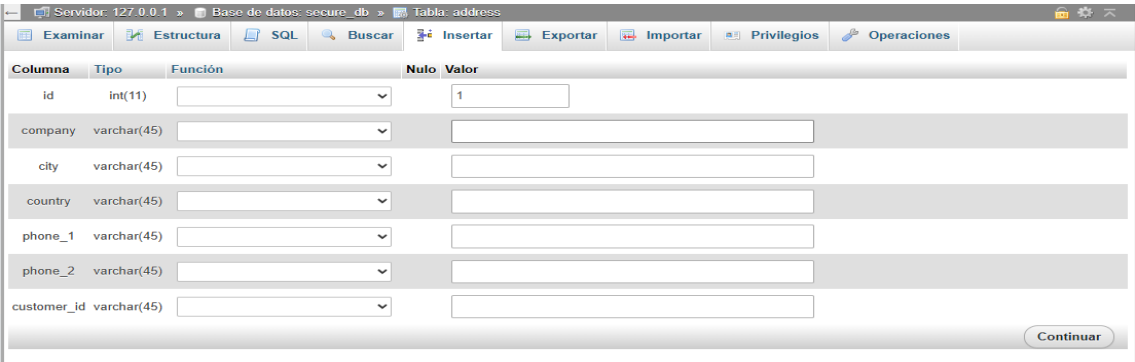 Servidor: 127.0.0.1 » Base de datos: secure_db » Tabla: address
Examinar Estructura SQL Buscar Insertar Exportar Importar Privilegios Operaciones
Columna Tipo Función Nulo Valor
id int(11) 1
company varchar(45)
city varchar(45)
country varchar(45)
phone_1 varchar(45)
phone_2 varchar(45)
customer_id varchar(45)
Continuar